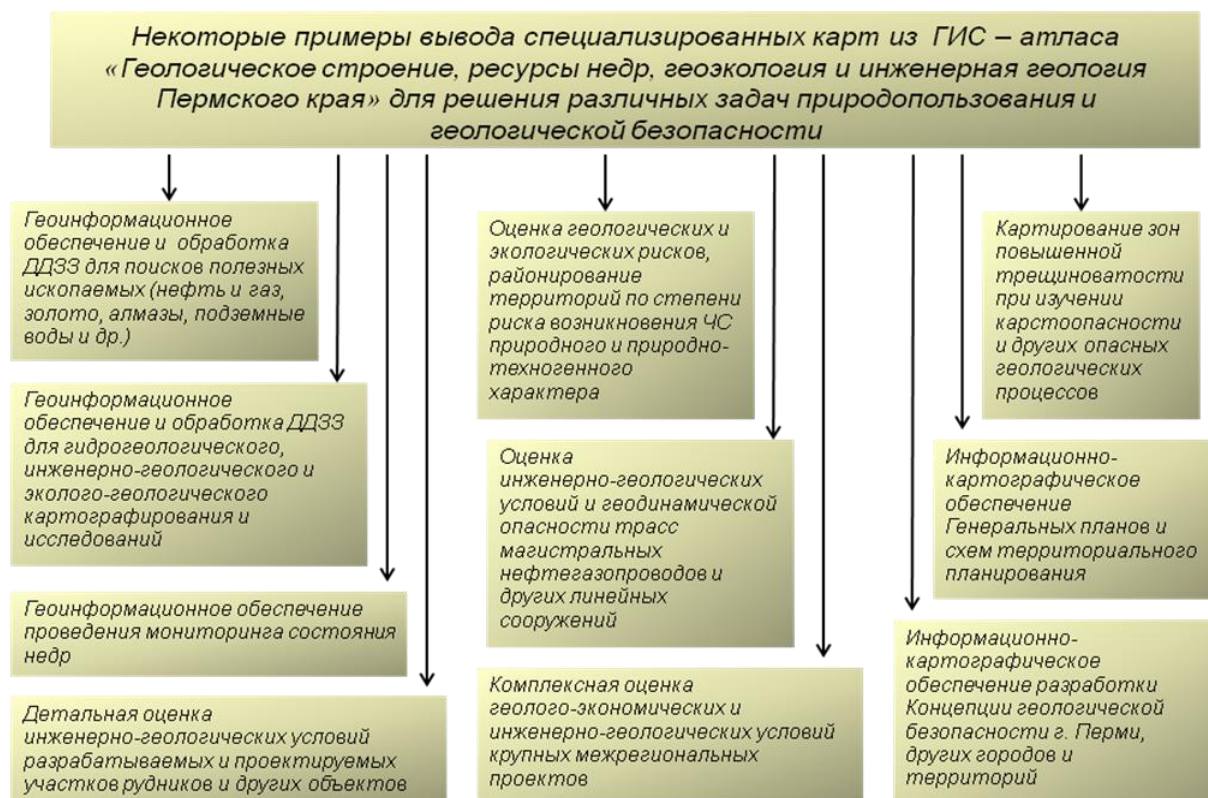 Некоторые примеры вывода специализированных карт из ГИС – атласа
«Геологическое строение, ресурсы недр, геоэкология и инженерная геология
Пермского края» для решения различных задач природопользования и
геологической безопасности
Геоинформационное
обеспечение и обработка
ДДЗЗ для поисков полезных
ископаемых (нефть и газ,
золото, алмазы, подземные
воды и др.)
Геоинформационное
обеспечение и обработка ДДЗЗ
для гидрогеологического,
инженерно-геологического и
эколого-геологического
картографирования и
исследований
Геоинформационное обеспечение
проведения мониторинга состояния
недр
Детальная оценка
инженерно-геологических условий
разрабатываемых и проектируемых
участков рудников и других объектов
Оценка геологических и
экологических рисков,
районирование
территорий по степени
риска возникновения ЧС
природного и природно-
техногенного
характера
Оценка
инженерно-геологических
условий и геодинамической
опасности трасс
магистральных
нефтегазопроводов и
других линейных
сооружений
Комплексная оценка
геолого-экономических и
инженерно-геологических условий
крупных межрегиональных
проектов
Картирование зон
повышенной
трещиноватости
при изучении
карстоопасности
и других опасных
геологических
процессов
Информационно-
картографическое
обеспечение
Генеральных планов и
схем территориального
планирования
Информационно-
картографическое
обеспечение разработки
Концепции геологической
безопасности г. Перми,
других городов и
территорий